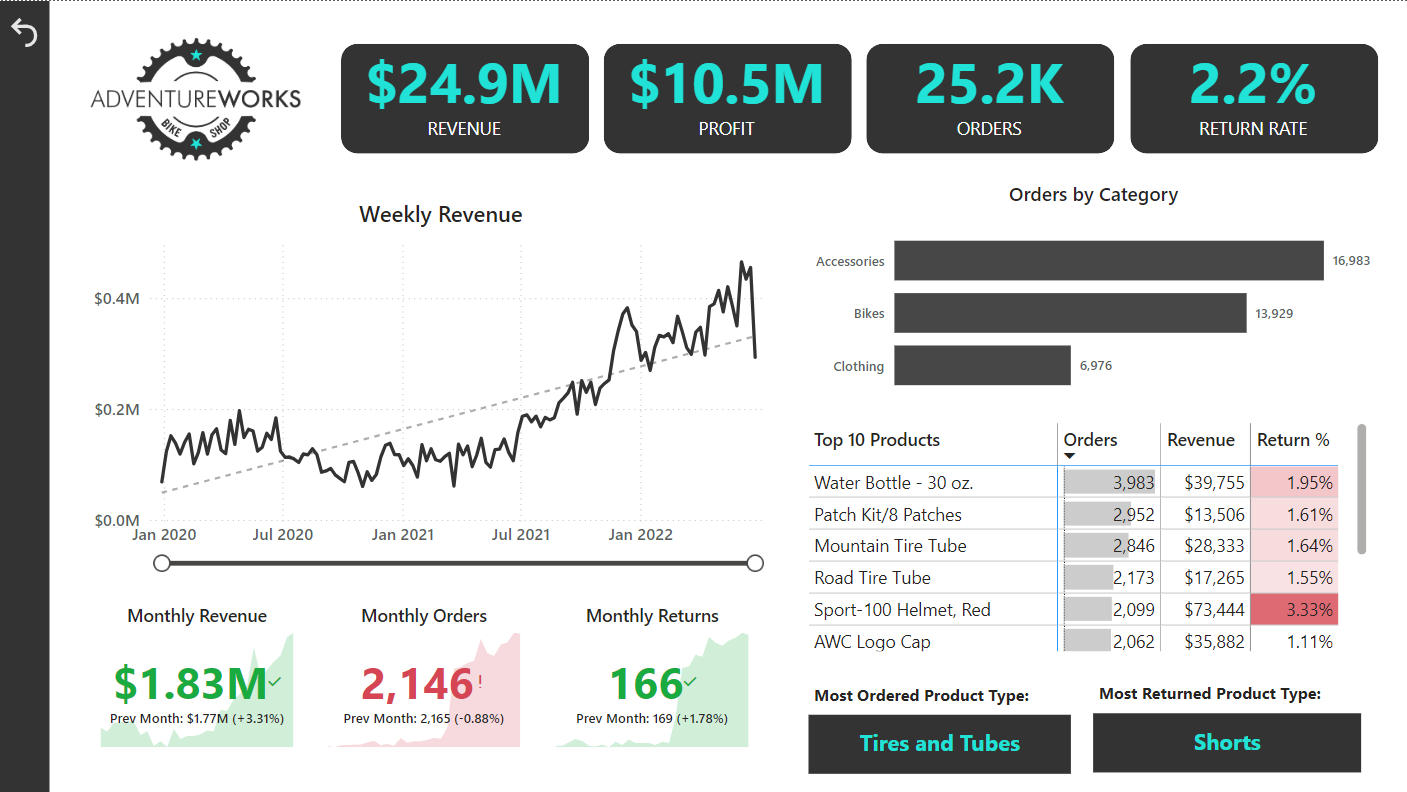 ADVENTUREWORKS
BIKE SHOP
$24.9M
REVENUE
$10.5M
PROFIT
25.2K
ORDERS
2.2%
RETURN RATE
Weekly Revenue
$0.4M
$0.2M
$0.0M
Jan 2020 Jul 2020 Jan 2021 Jul 2021 Jan 2022
Orders by Category
Accessories 16,983
Bikes 13,929
Clothing 6,976
Top 10 Products Orders Revenue Return %
Water Bottle - 30 oz. 3,983 $39,755 1.95%
Patch Kit/8 Patches 2,952 $13,506 1.61%
Mountain Tire Tube 2,846 $28,333 1.64%
Road Tire Tube 2,173 $17,265 1.55%
Sport-100 Helmet, Red 2,099 $73,444 3.33%
AWC Logo Cap 2,062 $35,882 1.11%
Monthly Revenue
$1.83M
Prev Month: $1.77M (+3.31%)
Monthly Orders
2,146!
Prev Month: 2,165 (-0.88%)
Monthly Returns
166
Prev Month: 169 (+1.78%)
Most Ordered Product Type:
Tires and Tubes
Most Returned Product Type:
Shorts